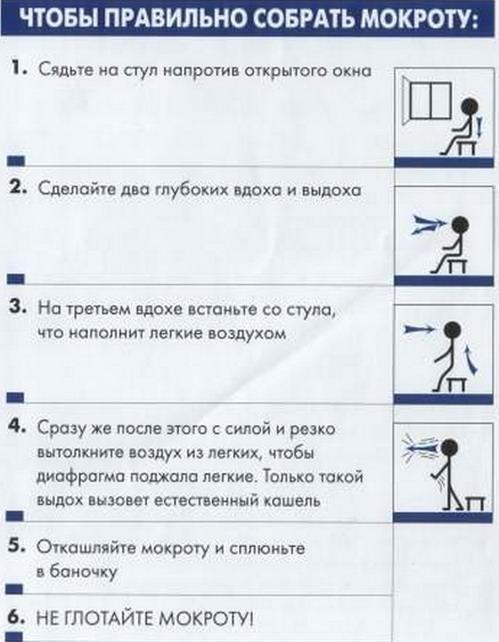 ЧТОБЫ ПРАВИЛЬНО СОБРАТЬ МОКРОТУ:
1. Сядьте на стул напротив открытого окна
2. Сделайте два глубоких вдоха и выдоха
3. На третьем вдохе встаньте со стула,
что наполнит легкие воздухом
4. Сразу же после этого с силой и резко
вытолкните воздух из легких, чтобы
диафрагма поджала легкие. Только такой
выдох вызовет естественный кашель
5. Откашляйте мокроту и сплюньте
в баночку
6. НЕ ГЛОТАЙТЕ МОКРОТУ!